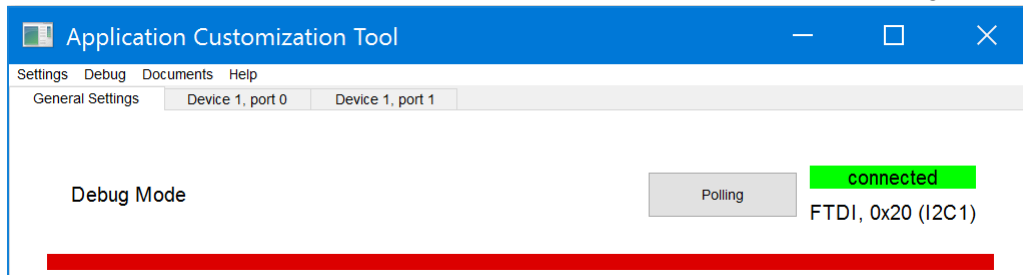 Application Customization Tool
Settings Debug Documents Help
General Settings Device 1, port 0 Device 1, port 1
Debug Mode Polling connected
FTDI, 0x20 (I2C1)